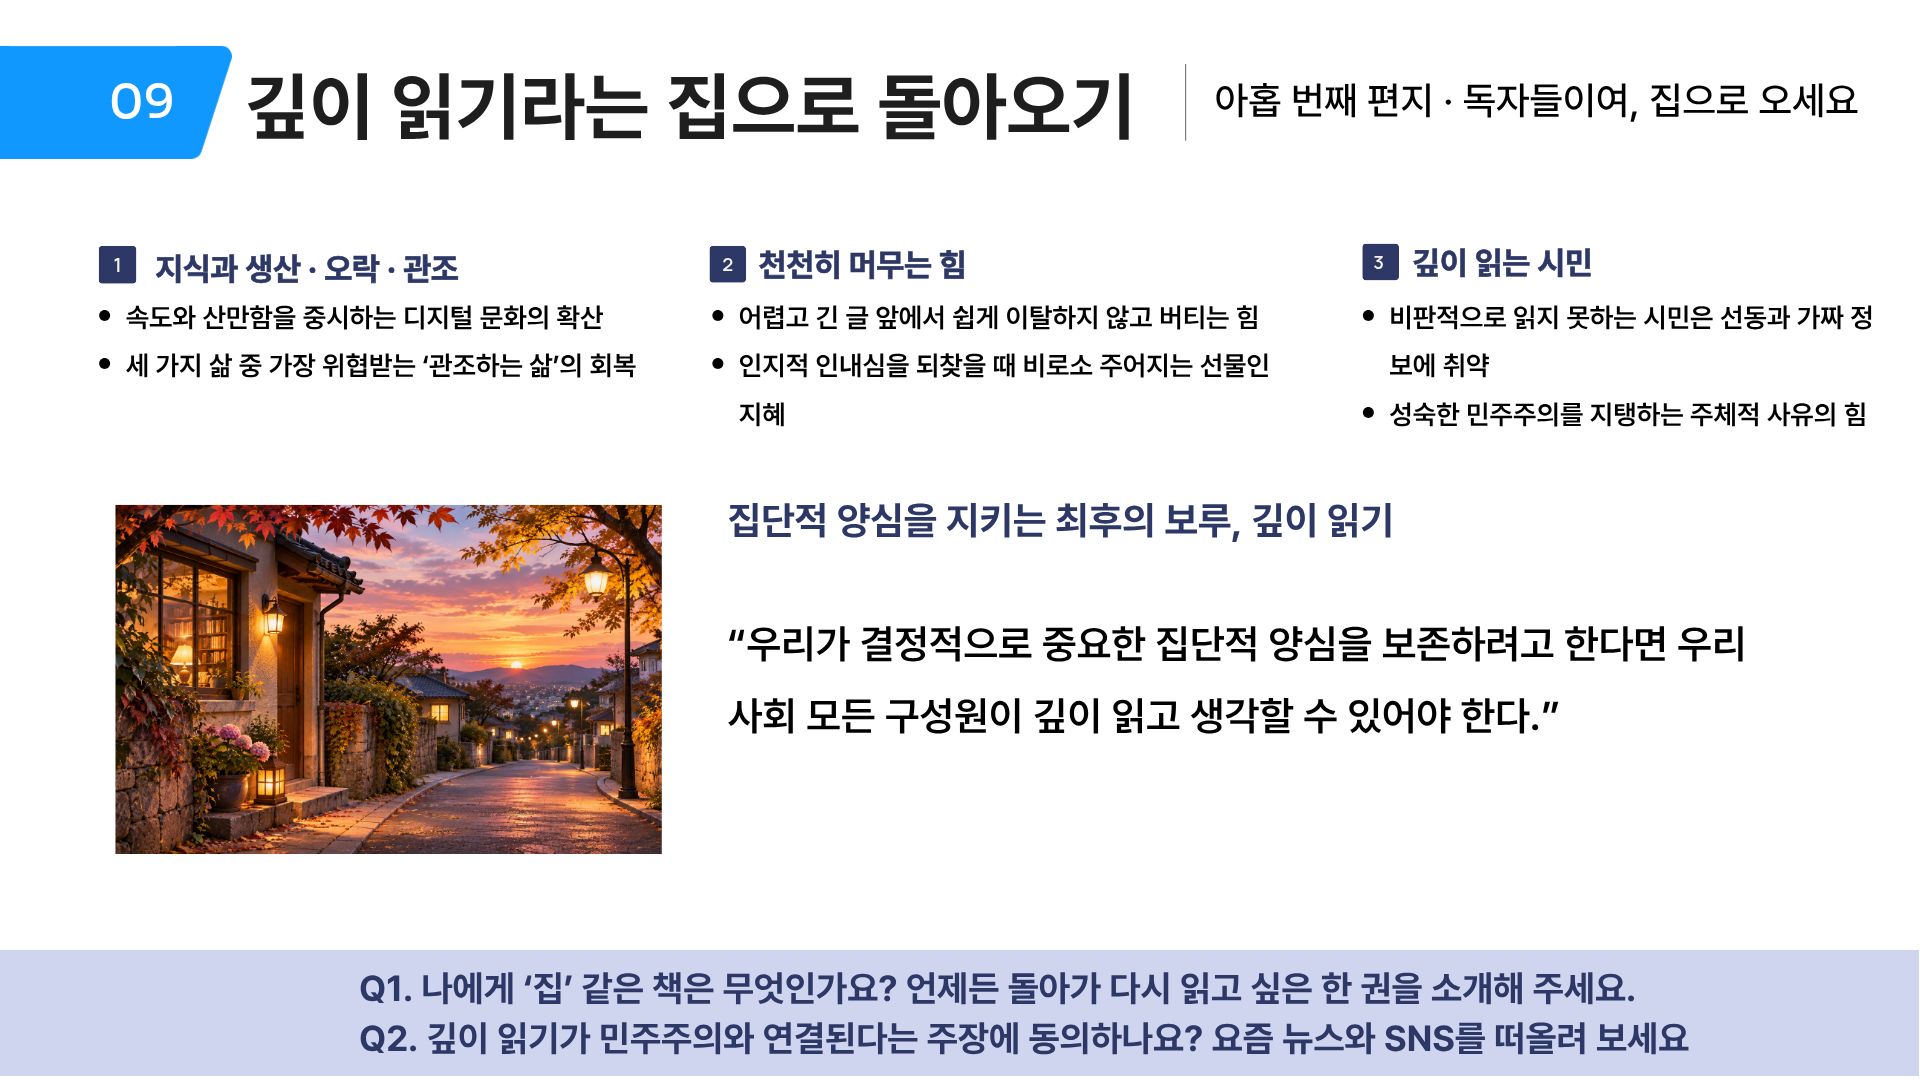 09
깊이 읽기라는 집으로 돌아오기
아홉 번째 편지 · 독자들이여, 집으로 오세요
1 지식과 생산 · 오락 · 관조
속도와 산만함을 중시하는 디지털 문화의 확산
세 가지 삶 중 가장 위협받는 ‘관조하는 삶’의 회복
2 천천히 머무는 힘
어렵고 긴 글 앞에서 쉽게 이탈하지 않고 버티는 힘
인지적 인내심을 되찾을 때 비로소 주어지는 선물인
지혜
3 깊이 읽는 시민
비판적으로 읽지 못하는 시민은 선동과 가짜 정
보에 취약
성숙한 민주주의를 지탱하는 주체적 사유의 힘
집단적 양심을 지키는 최후의 보루, 깊이 읽기
“우리가 결정적으로 중요한 집단적 양심을 보존하려고 한다면 우리
사회 모든 구성원이 깊이 읽고 생각할 수 있어야 한다.”
Q1. 나에게 ‘집’ 같은 책은 무엇인가요? 언제든 돌아가 다시 읽고 싶은 한 권을 소개해 주세요.
Q2. 깊이 읽기가 민주주의와 연결된다는 주장에 동의하나요? 요즘 뉴스와 SNS를 떠올려 보세요